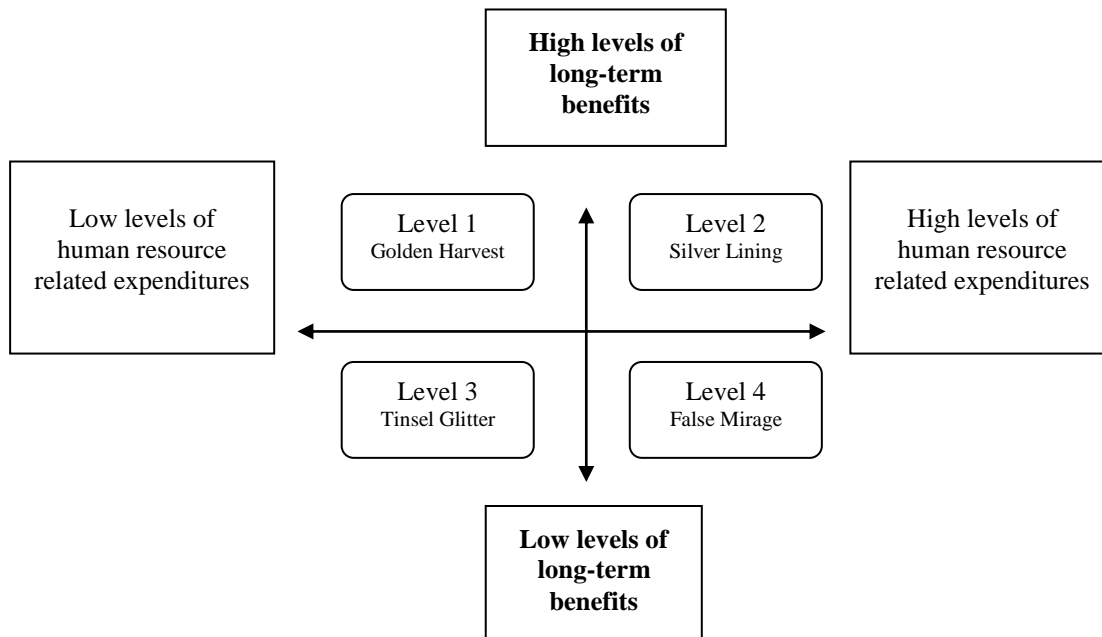 High levels of
long-term
benefits
Low levels of
human resource
related expenditures
Level 1
Golden Harvest
Level 2
Silver Lining
High levels of
human resource
related expenditures
Level 3
Tinsel Glitter
Level 4
False Mirage
Low levels of
long-term
benefits